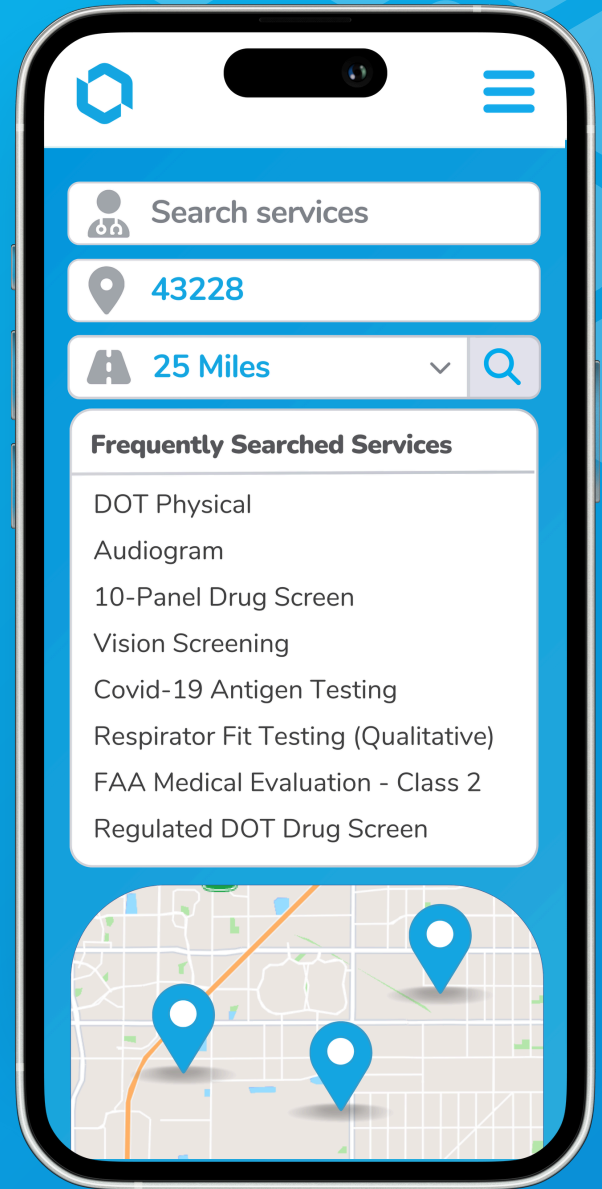 Search services
43228
25 Miles
Frequently Searched Services
DOT Physical
Audiogram
10-Panel Drug Screen
Vision Screening
Covid-19 Antigen Testing
Respirator Fit Testing (Qualitative)
FAA Medical Evaluation - Class 2
Regulated DOT Drug Screen